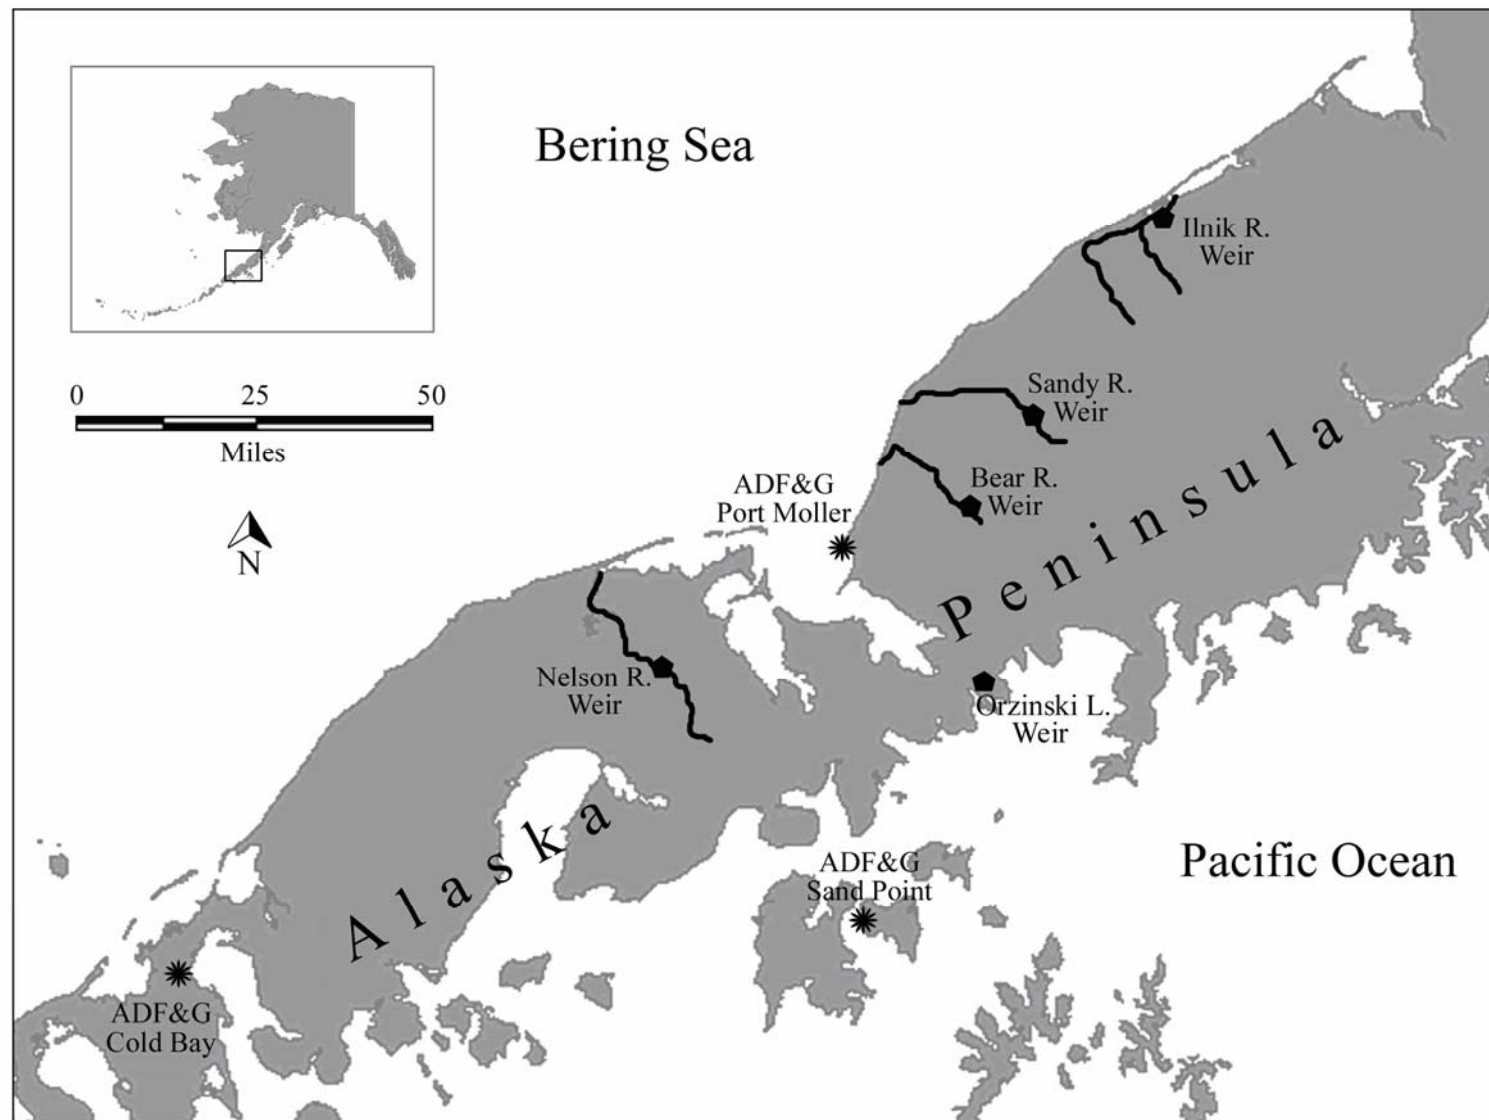 Bering Sea
Ilnik R.
Weir
0 25 50
Miles
Sandy R.
Weir
Bear R.
Weir
ADF&G
Port Moller
N
Peninsula
Nelson R.
Weir
Orzinski L.
Weir
Alaska
ADF&G
Sand Point
Pacific Ocean
ADF&G
Cold Bay